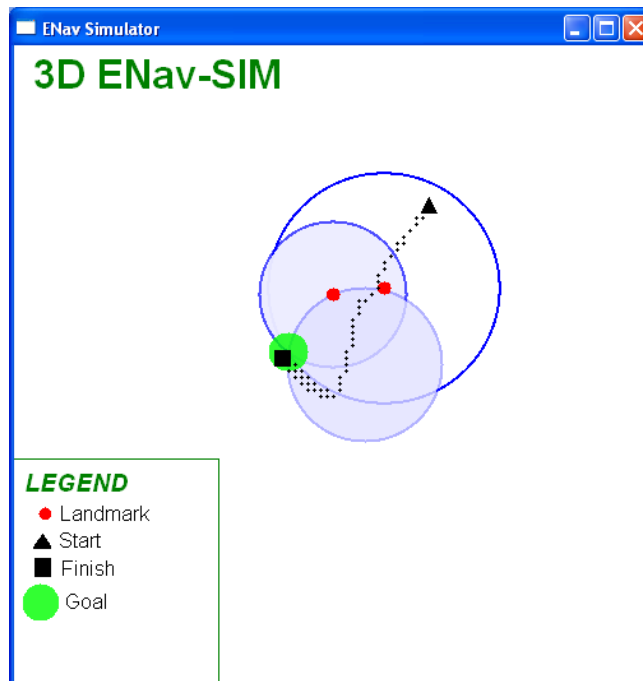 ENav Simulator
3D ENav-SIM
LEGEND
Landmark
Start
Finish
Goal